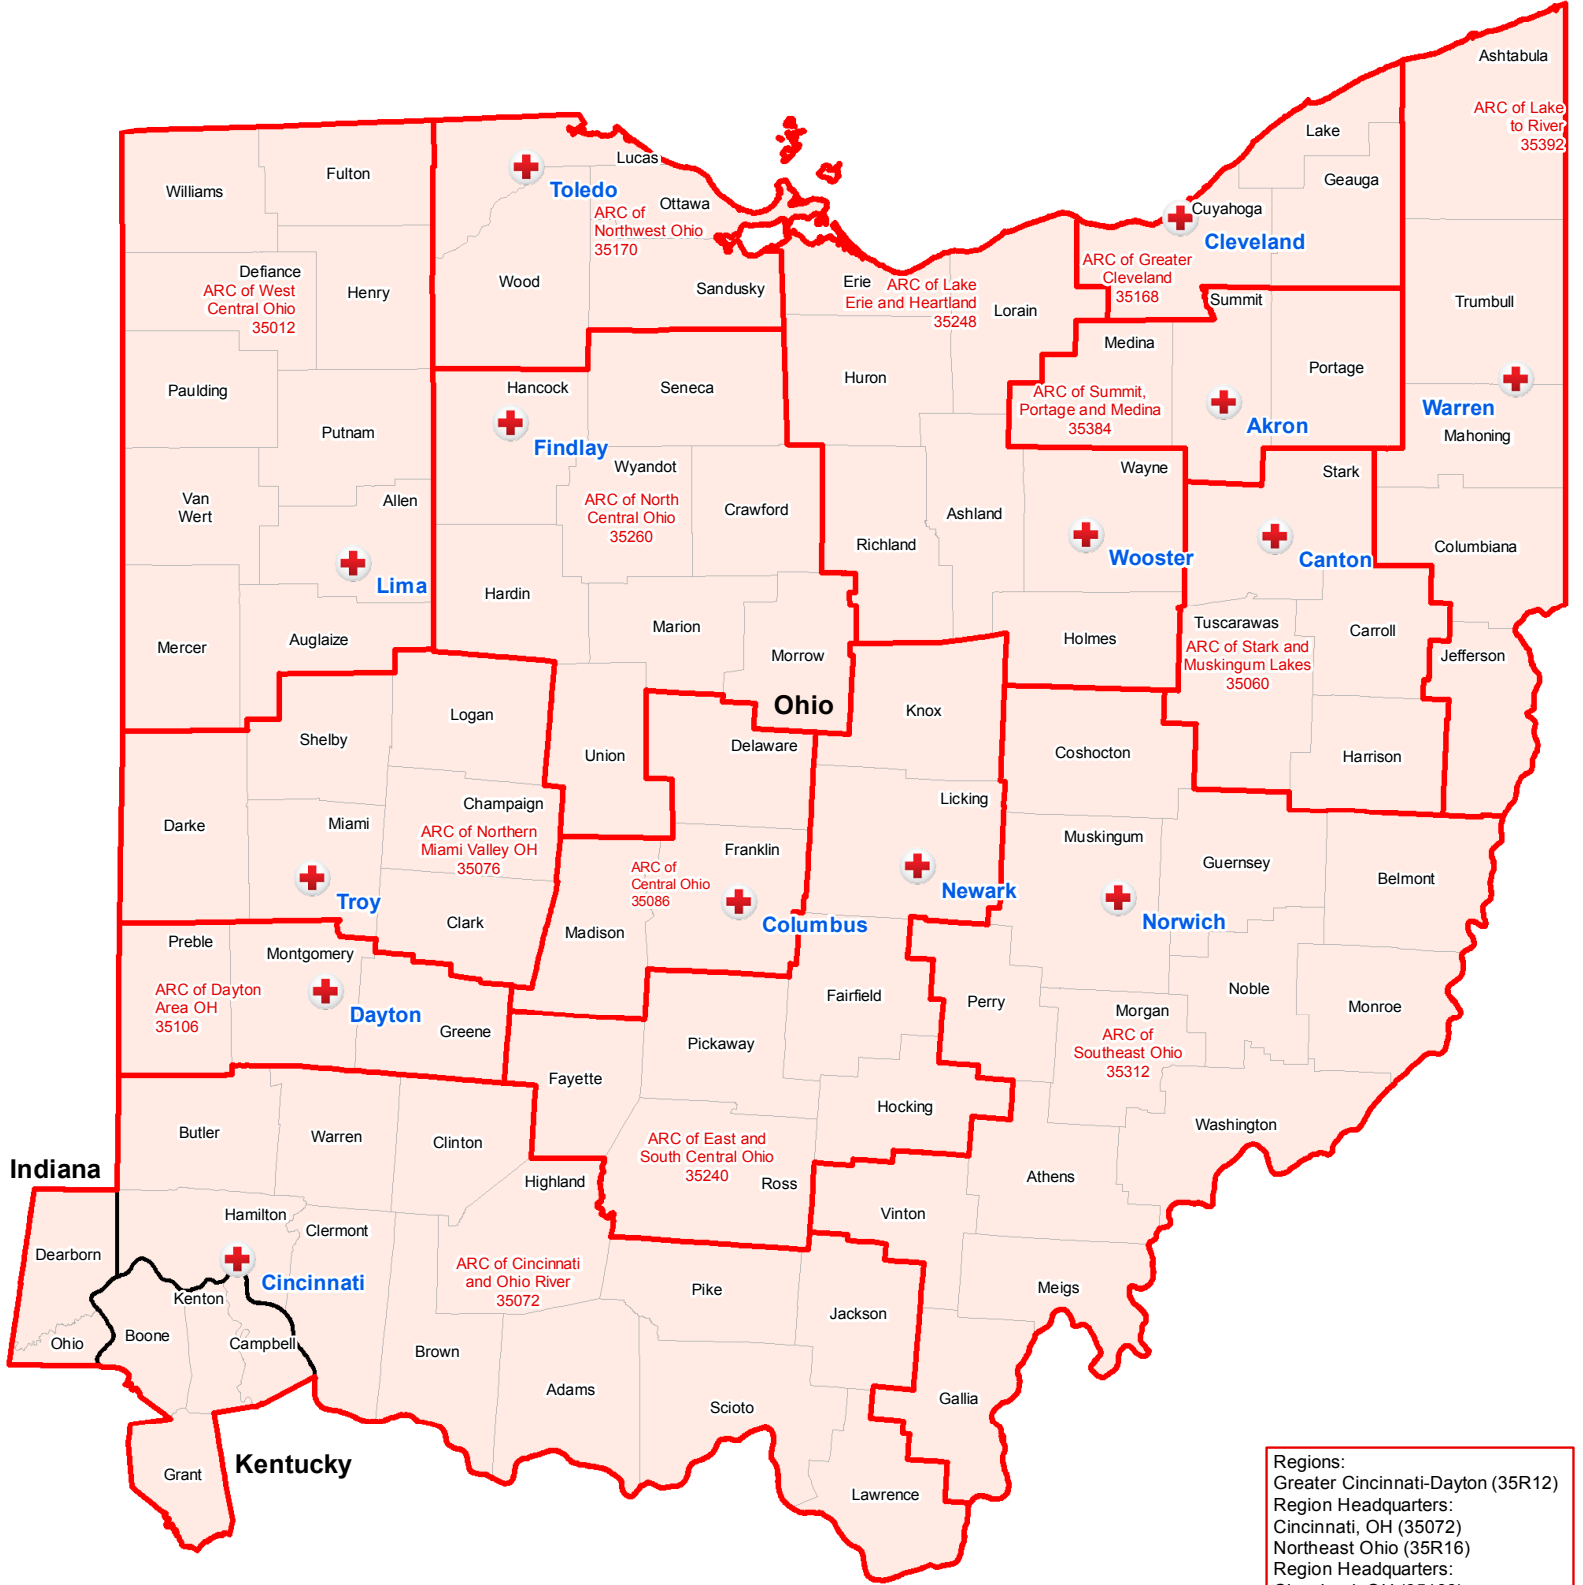 Ashtabula
ARC of Lake
to River
35392
Lake
Geauga
Cuyahoga
Cleveland
ARC of Greater
Cleveland
35168
Lucas
Toledo
Ottawa
ARC of
Northwest Ohio
35170
Wood
Sandusky
Williams
Fulton
Defiance
ARC of West
Central Ohio
35012
Henry
Erie
ARC of Lake
Erie and Heartland
35248
Lorain
Summit
Trumbull
Medina
Portage
Huron
ARC of Summit,
Portage and Medina
35384
Akron
Warren
Mahoning
Paulding
Putnam
Hancock
Seneca
Findlay
Wyandot
ARC of North
Central Ohio
35260
Crawford
Van
Wert
Allen
Lima
Wayne
Stark
Ashland
Richland
Wooster
Canton
Columbiana
Hardin
Marion
Morrow
Mercer
Auglaize
Holmes
Tuscarawas
ARC of Stark and
Muskingum Lakes
35060
Carroll
Jefferson
Ohio
Knox
Logan
Shelby
Union
Delaware
Coshocton
Harrison
Licking
Champaign
ARC of Northern
Miami Valley OH
35076
Darke
Miami
Troy
Clark
Franklin
ARC of
Central Ohio
35086
Columbus
Madison
Newark
Muskingum
Norwich
Guernsey
Belmont
Preble
Montgomery
ARC of Dayton
Area OH
35106
Dayton
Greene
Fairfield
Perry
Noble
Monroe
Morgan
ARC of
Southeast Ohio
35312
Pickaway
Fayette
Hocking
Washington
Butler
Warren
Clinton
ARC of East and
South Central Ohio
35240
Ross
Highland
Athens
Vinton
Indiana
Hamilton
Clermont
Dearborn
Cincinnati
ARC of Cincinnati
and Ohio River
35072
Kenton
Boone
Campbell
Ohio
Pike
Jackson
Meigs
Brown
Adams
Scioto
Gallia
Grant
Kentucky
Lawrence
Regions:
Greater Cincinnati-Dayton (35R12)
Region Headquarters:
Cincinnati, OH (35072)
Northeast Ohio (35R16)
Region Headquarters: